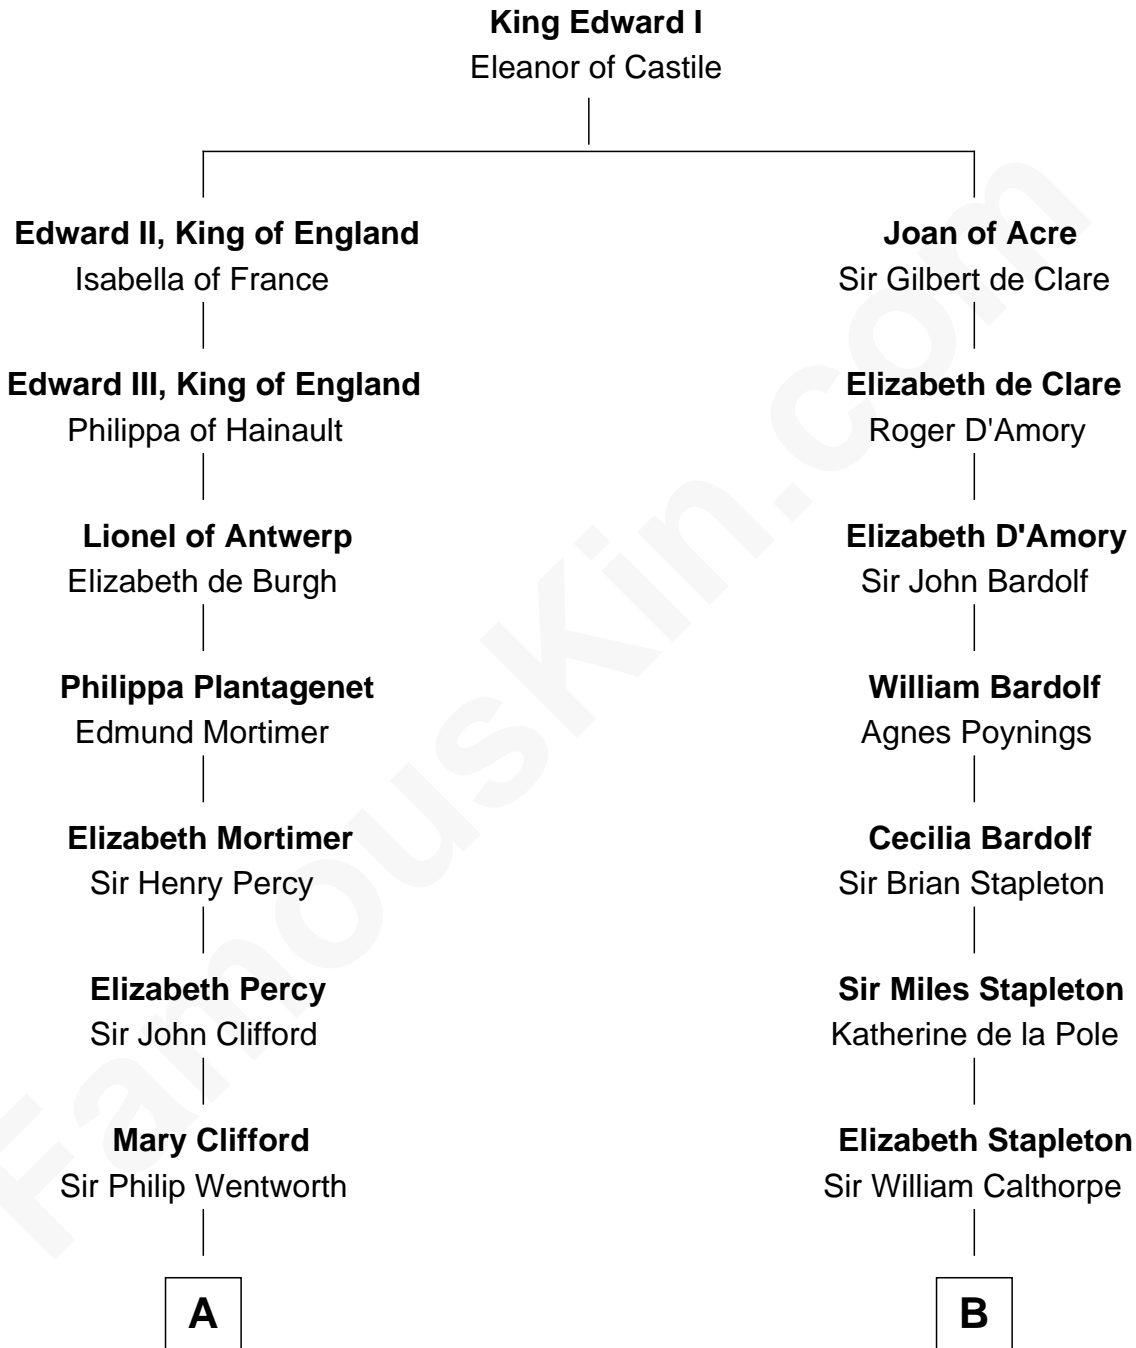 King Edward I
Eleanor of Castile
Edward II, King of England
Isabella of France
Joan of Acre
Sir Gilbert de Clare
Edward III, King of England
Philippa of Hainault
Elizabeth de Clare
Roger D'Amory
Lionel of Antwerp
Elizabeth de Burgh
Elizabeth D'Amory
Sir John Bardolf
Philippa Plantagenet
Edmund Mortimer
William Bardolf
Agnes Poynings
Elizabeth Mortimer
Sir Henry Percy
Cecilia Bardolf
Sir Brian Stapleton
Elizabeth Percy
Sir John Clifford
Sir Miles Stapleton
Katherine de la Pole
Mary Clifford
Sir Philip Wentworth
Elizabeth Stapleton
Sir William Calthorpe
A
B
FamousKin.com